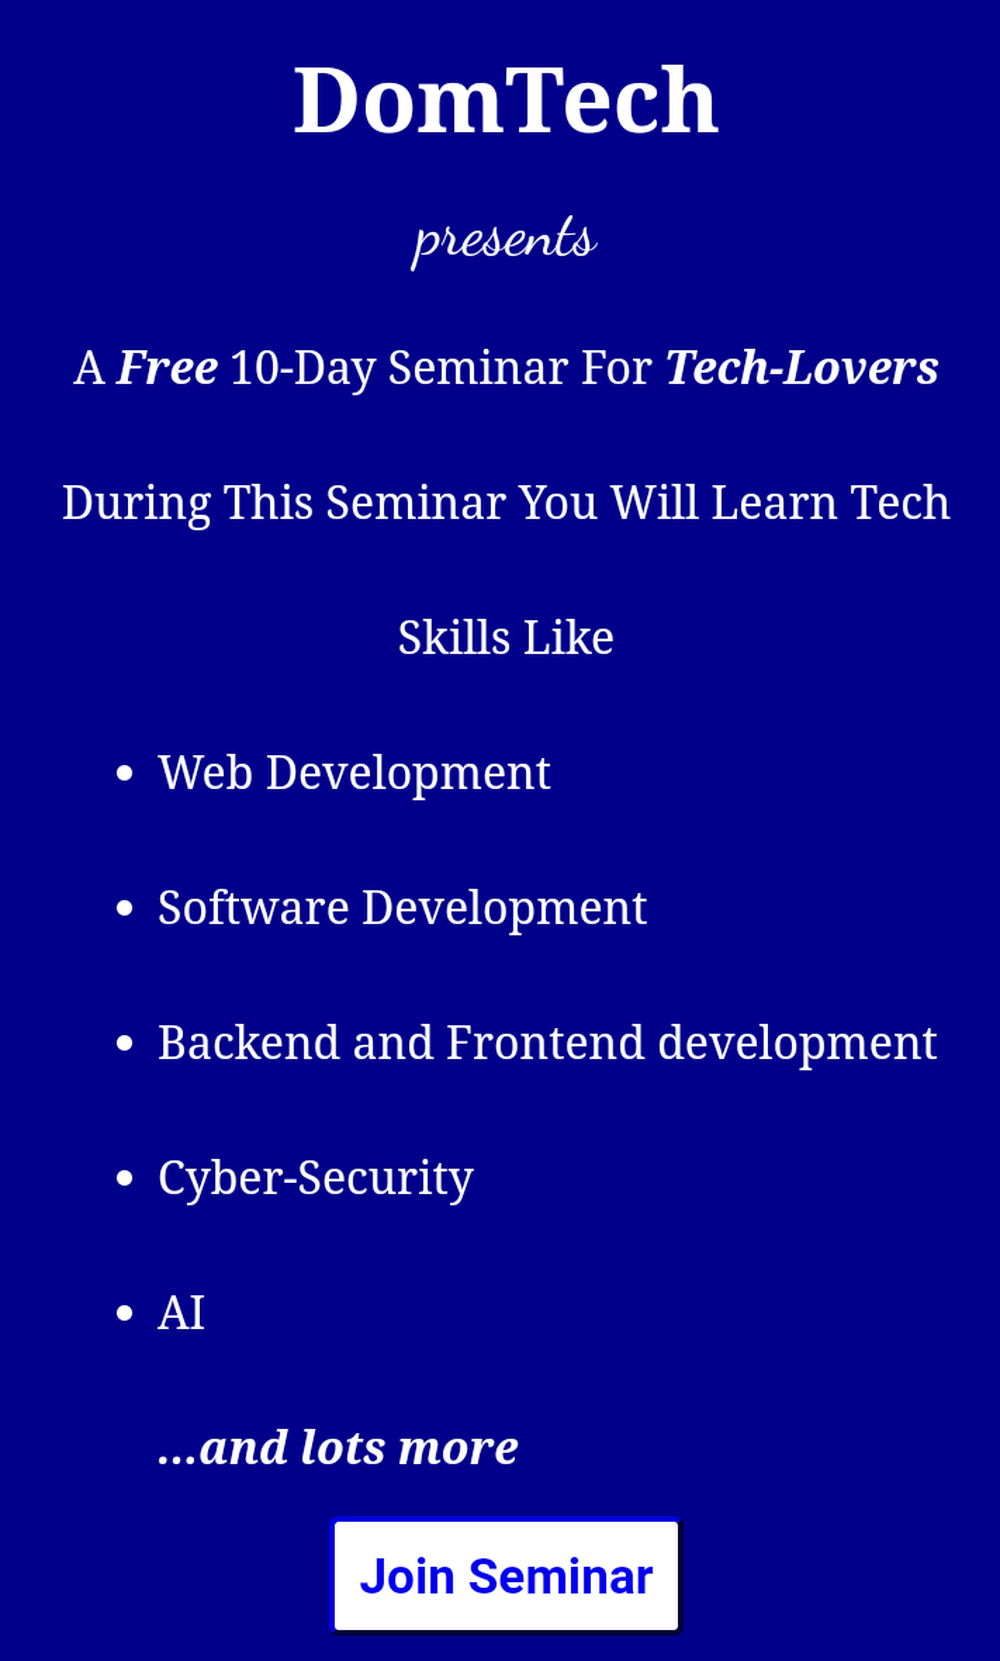 DomTech
presents
A Free 10-Day Seminar For Tech-Lovers
During This Seminar You Will Learn Tech
Skills Like
• Web Development
• Software Development
• Backend and Frontend development
• Cyber-Security
• AI
...and lots more
Join Seminar